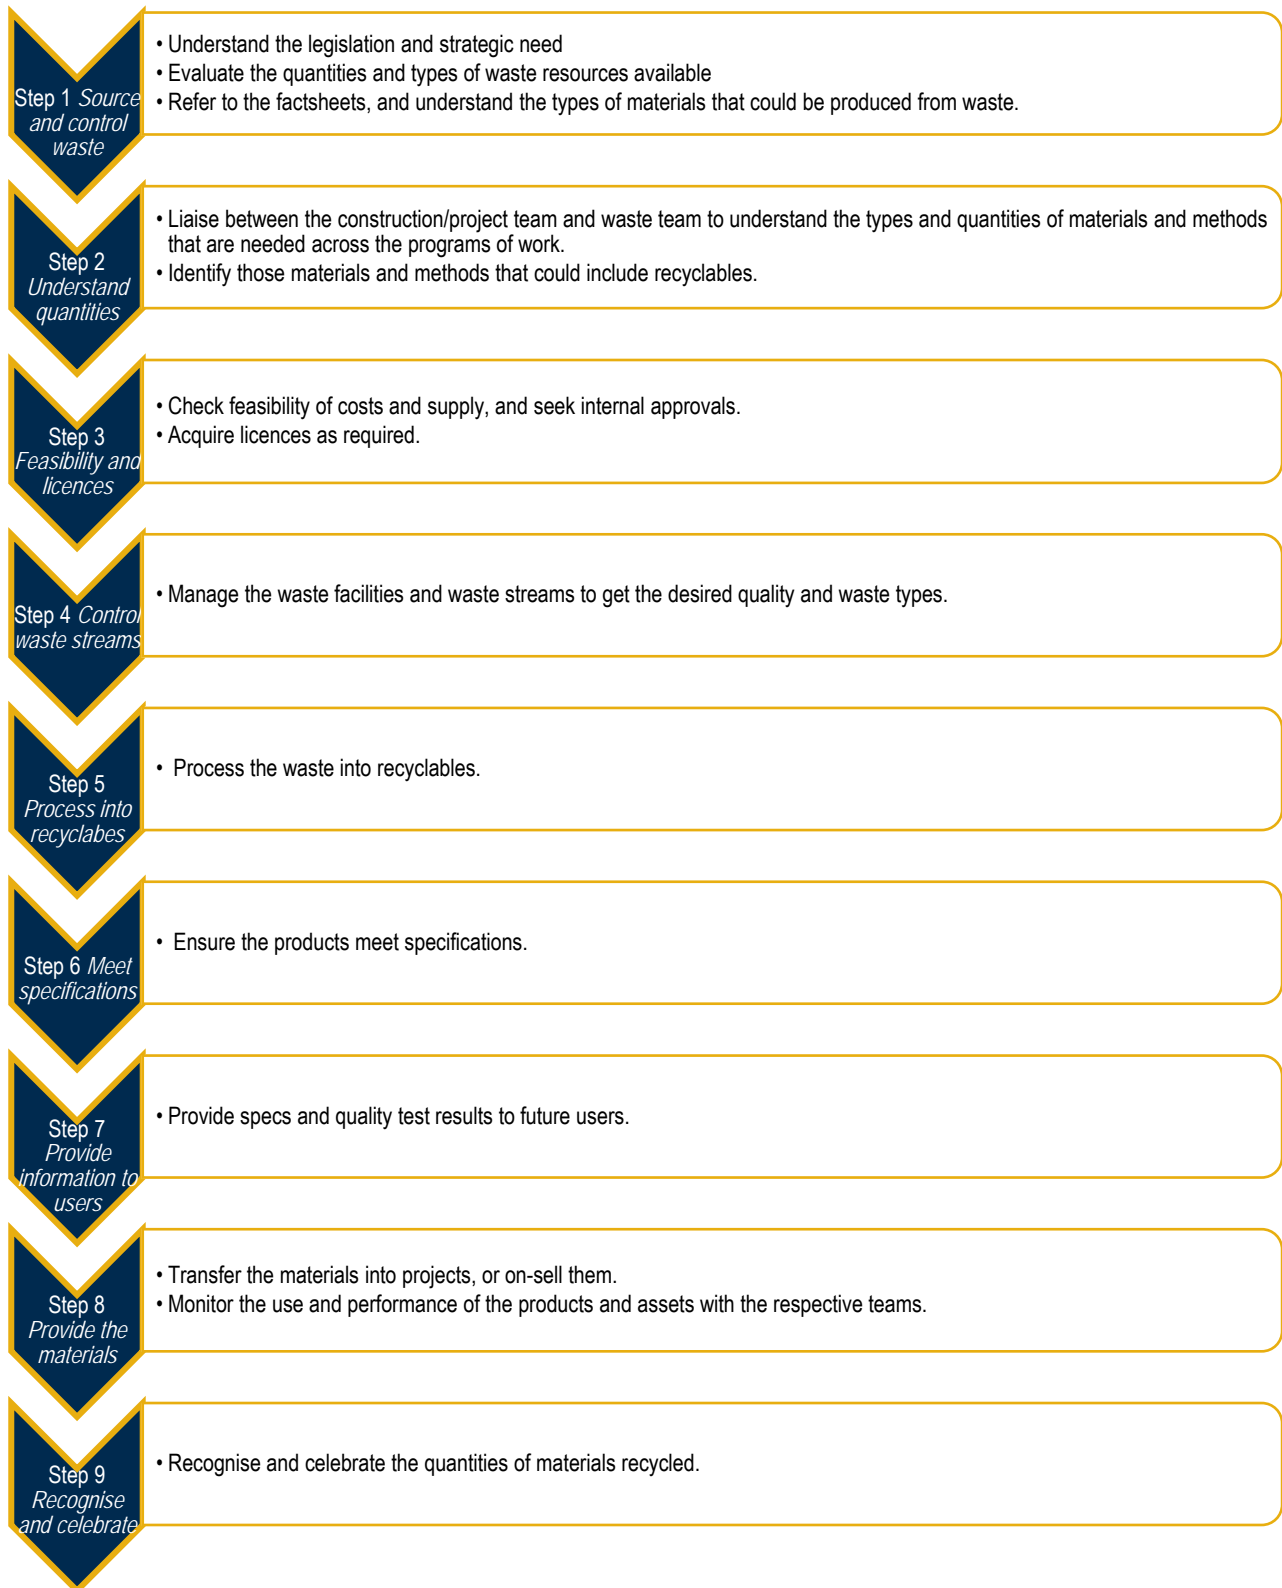 Step 1 Source
and control
waste
• Understand the legislation and strategic need
• Evaluate the quantities and types of waste resources available
• Refer to the factsheets, and understand the types of materials that could be produced from waste.
Step 2
Understand
quantities
• Liaise between the construction/project team and waste team to understand the types and quantities of materials and methods
that are needed across the programs of work.
• Identify those materials and methods that could include recyclables.
Step 3
Feasibility and
licences
• Check feasibility of costs and supply, and seek internal approvals.
• Acquire licences as required.
Step 4 Control
waste streams
• Manage the waste facilities and waste streams to get the desired quality and waste types.
Step 5
Process into
recyclabes
• Process the waste into recyclables.
Step 6 Meet
specifications
• Ensure the products meet specifications.
Step 7
Provide
information to
users
• Provide specs and quality test results to future users.
Step 8
Provide the
materials
• Transfer the materials into projects, or on-sell them.
• Monitor the use and performance of the products and assets with the respective teams.
Step 9
Recognise
and celebrate
• Recognise and celebrate the quantities of materials recycled.